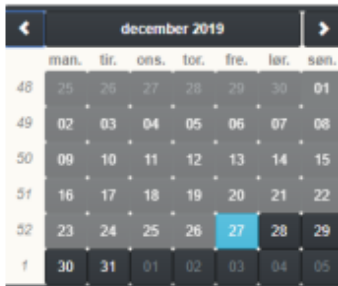 december 2019
man. tir. ons. tor. fre. lør. søn.
48 25 26 27 28 29 30 01
49 02 03 04 05 06 07 08
50 09 10 11 12 13 14 15
51 16 17 18 19 20 21 22
52 23 24 25 26 27 28 29
1 30 31 01 02 03 04 05